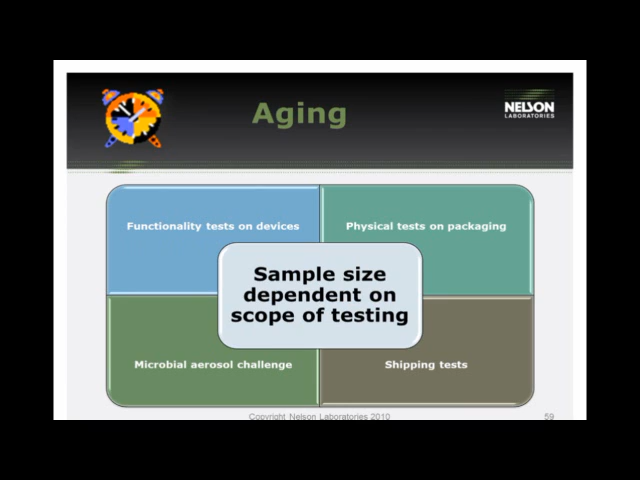 Aging
NELSON
LABORATORIES
Functionality tests on devices
Physical tests on packaging
Sample size
dependent on
scope of testing
Microbial aerosol challenge
Shipping tests
Copyright Nelson Laboratories 2010
59